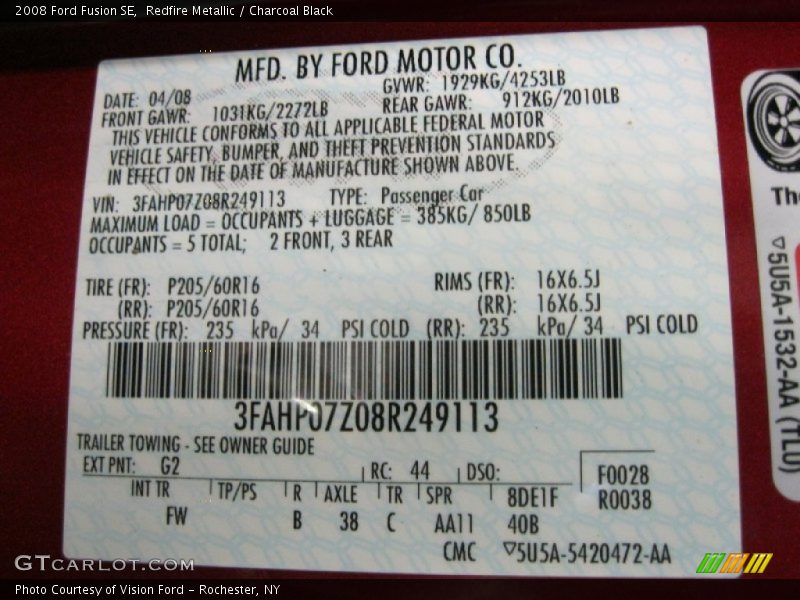 2008 Ford Fusion SE,  Redfire Metallic / Charcoal Black
MFD. BY FORD MOTOR CO.
DATE: 04/08 GVWR: 1929KG/4253LB
FRONT GAWR: 1031KG/2272LB REAR GAWR: 912KG/2010LB
THIS VEHICLE CONFORMS TO ALL APPLICABLE FEDERAL MOTOR
VEHICLE SAFETY, BUMPER, AND THEFT PREVENTION STANDARDS
IN EFFECT ON THE DATE OF MANUFACTURE SHOWN ABOVE.
VIN: 3FAHP07Z08R249113 TYPE: Passenger Car
MAXIMUM LOAD = OCCUPANTS + LUGGAGE = 385KG/ 850LB
OCCUPANTS = 5 TOTAL; 2 FRONT, 3 REAR
TIRE (FR): P205/60R16 RIMS (FR): 16X6.5J
(RR): P205/60R16 (RR): 16X6.5J
PRESSURE (FR): 235 kPa/ 34 PSI COLD (RR): 235 kPa/ 34 PSI COLD
3FAHP07Z08R249113
TRAILER TOWING - SEE OWNER GUIDE
EXT PNT: G2 RC: 44 DSO: F0028
INT TR TP/PS R AXLE TR SPR 8DE1F R0038
FW B 38 C AA11 40B
CMC ▽5U5A-5420472-AA
▽5U5A-1532-AA (TLU)
GTCARLOT.COM
Photo Courtesy of Vision Ford – Rochester, NY